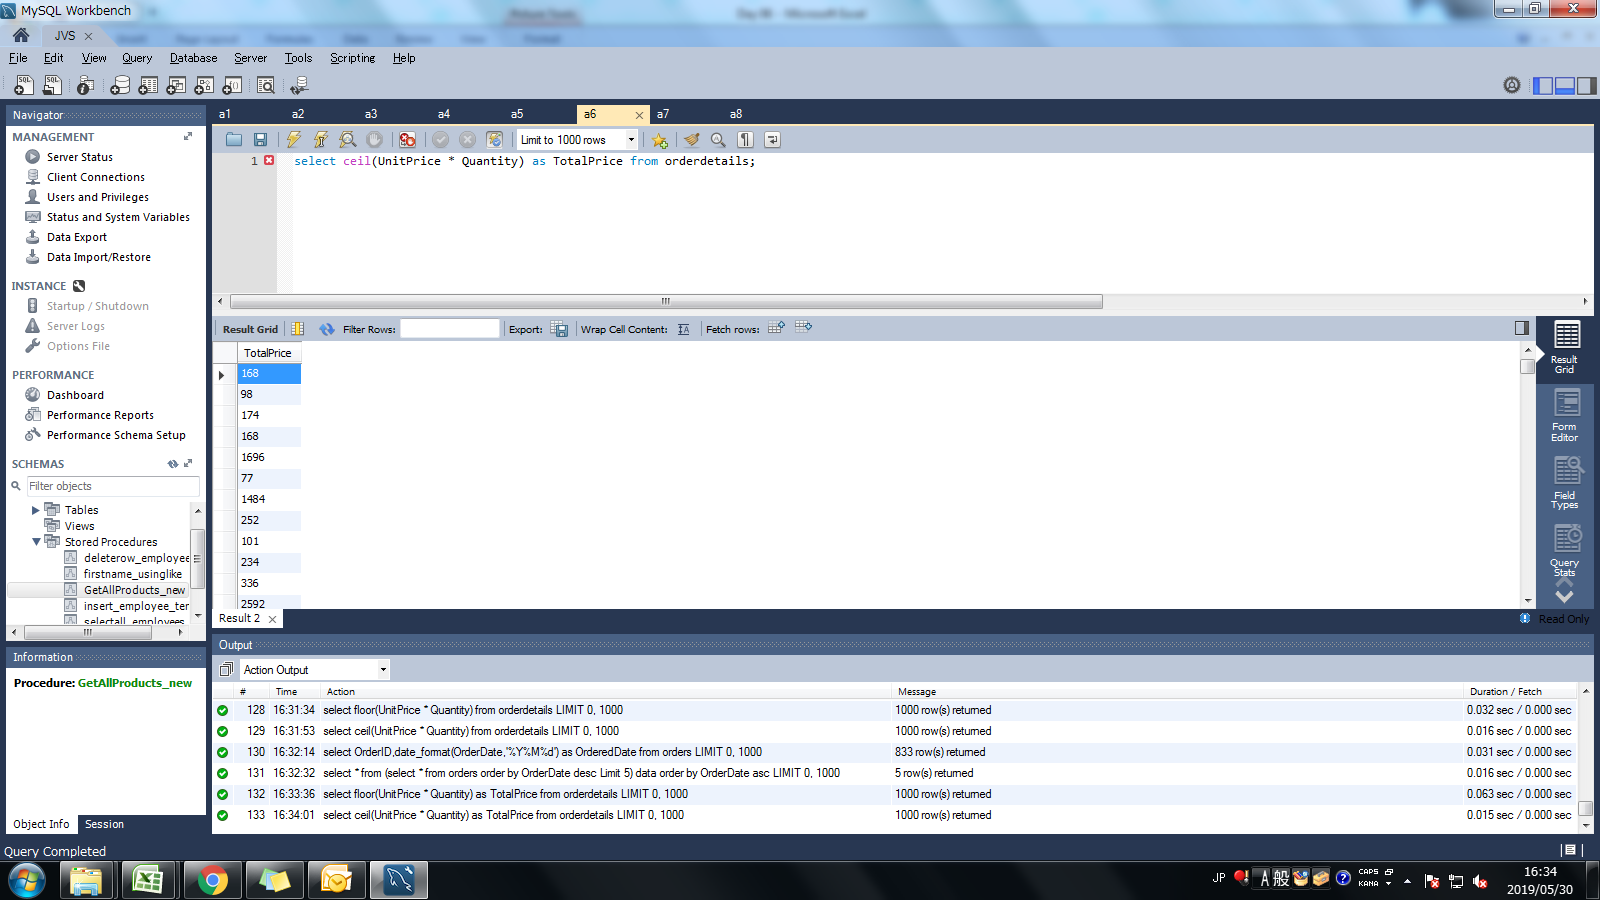 MySQL Workbench
JVS
File Edit View Query Database Server Tools Scripting Help
Navigator
MANAGEMENT
Server Status
Client Connections
Users and Privileges
Status and System Variables
Data Export
Data Import/Restore
INSTANCE
Startup / Shutdown
Server Logs
Options File
PERFORMANCE
Dashboard
Performance Reports
Performance Schema Setup
SCHEMAS
Filter objects
Tables
Views
Stored Procedures
deleterow_employee
firstname_usinglike
GetAllProducts_new
insert_employee_ter
selectall_employees
Information
Procedure: GetAllProducts_new
Object Info Session
Query Completed
a1 a2 a3 a4 a5 a6 a7 a8
Limit to 1000 rows
1 select ceil(UnitPrice * Quantity) as TotalPrice from orderdetails;
Result Grid Filter Rows: Export: Wrap Cell Content: Fetch rows:
TotalPrice
168
98
174
168
1696
77
1484
252
101
234
336
2592
Result Grid
Form Editor
Field Types
Query Stats
Result 2
Read Only
Output
Action Output
# Time Action Message Duration / Fetch
128 16:31:34 select floor(UnitPrice * Quantity) from orderdetails LIMIT 0, 1000 1000 row(s) returned 0.032 sec / 0.000 sec
129 16:31:53 select ceil(UnitPrice * Quantity) from orderdetails LIMIT 0, 1000 1000 row(s) returned 0.016 sec / 0.000 sec
130 16:32:14 select OrderID,date_format(OrderDate,'%Y%M%d') as OrderedDate from orders LIMIT 0, 1000 833 row(s) returned 0.031 sec / 0.000 sec
131 16:32:32 select * from (select * from orders order by OrderDate desc Limit 5) data order by OrderDate asc LIMIT 0, 1000 5 row(s) returned 0.016 sec / 0.000 sec
132 16:33:36 select floor(UnitPrice * Quantity) as TotalPrice from orderdetails LIMIT 0, 1000 1000 row(s) returned 0.063 sec / 0.000 sec
133 16:34:01 select ceil(UnitPrice * Quantity) as TotalPrice from orderdetails LIMIT 0, 1000 1000 row(s) returned 0.015 sec / 0.000 sec
JP A 般 CAPS KANA
16:34
2019/05/30